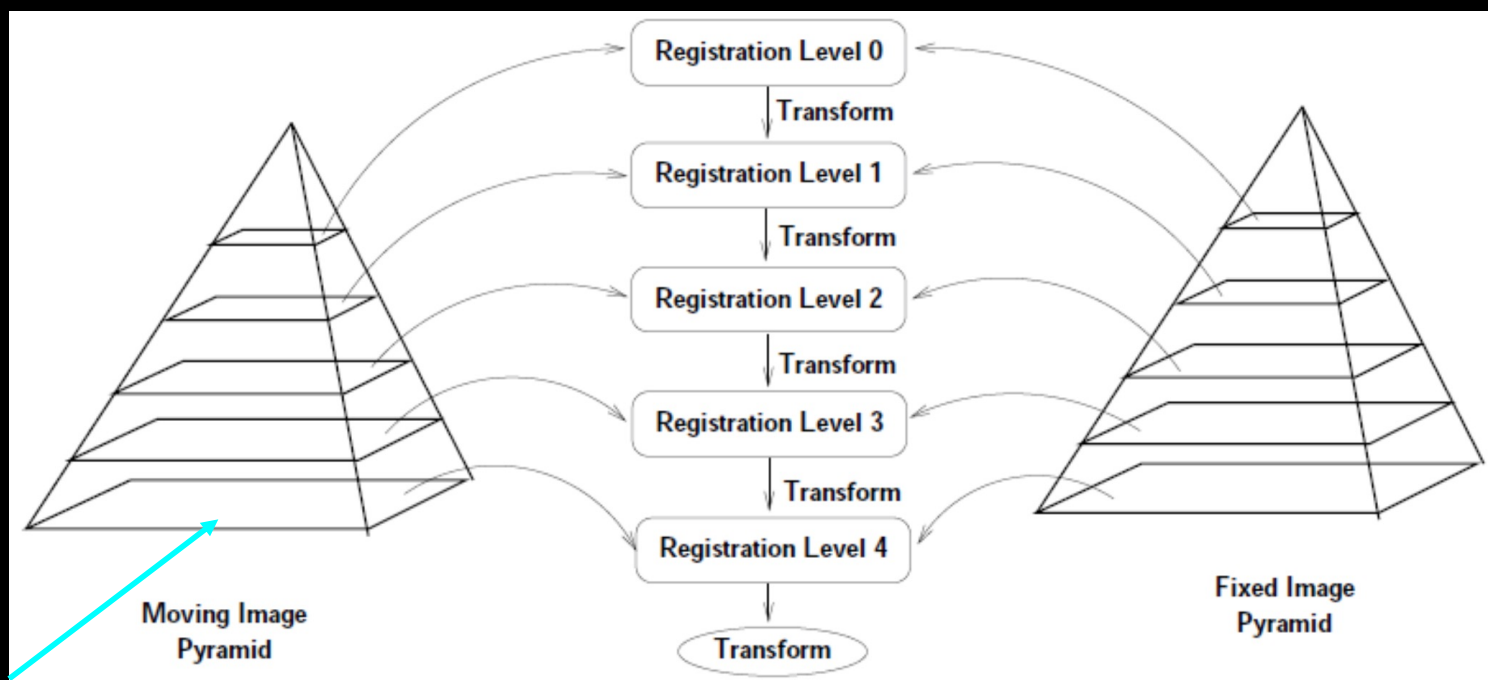 Registration Level 0
Transform
Registration Level 1
Transform
Registration Level 2
Transform
Registration Level 3
Transform
Registration Level 4
Transform
Moving Image
Pyramid
Fixed Image
Pyramid